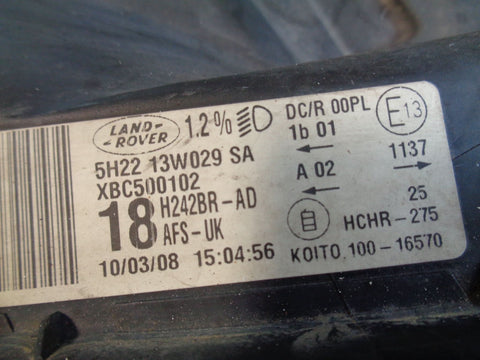 LAND-
ROVER
1.2%
DC/R 00PL
E13
1b 01
5H22 13W029 SA
A 02
1137
XBC500102
18
H242BR-AD
AFS-UK
25
HCHR-275
10/03/08 15:04:56
KOITO 100-16570